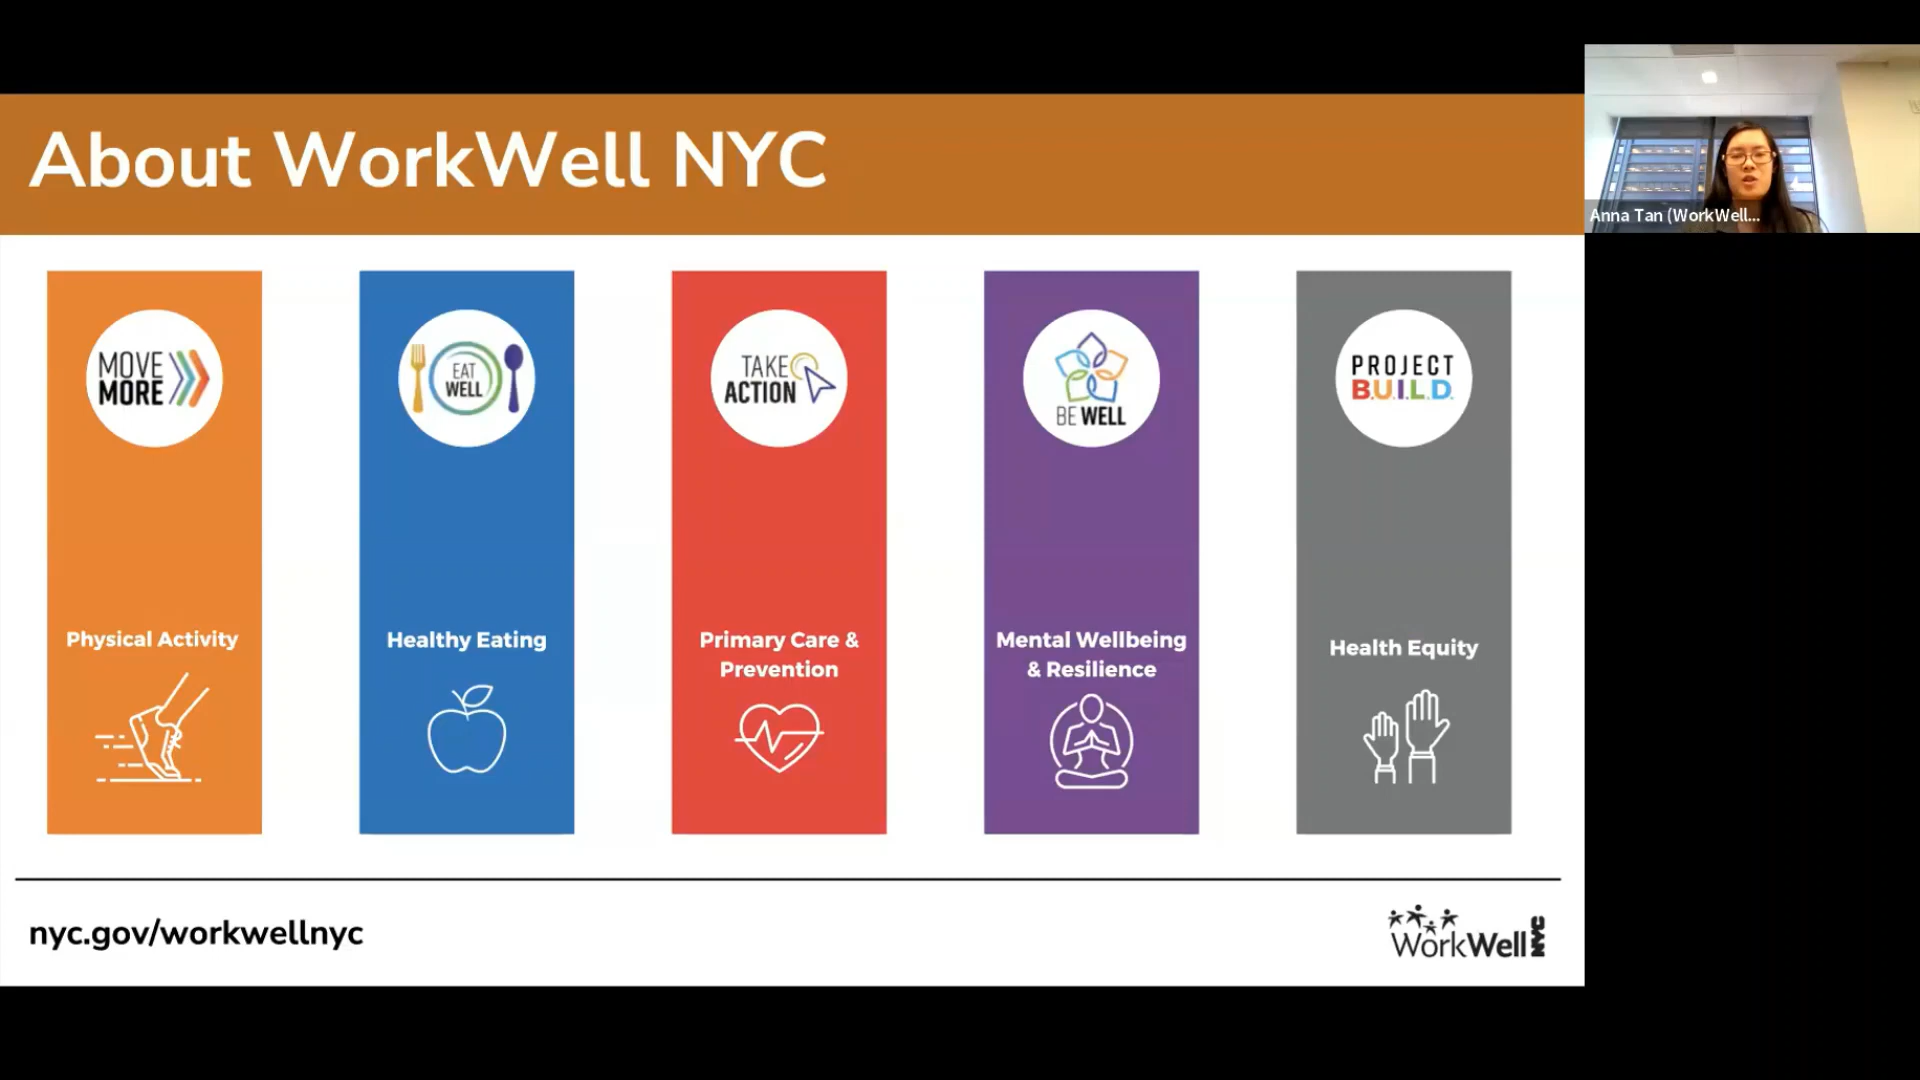 About WorkWell NYC
Anna Tan (WorkWell...
MOVE
MORE
EAT
WELL
TAKE
ACTION
BE WELL
PROJECT
B.U.I.L.D.
Physical Activity
Healthy Eating
Primary Care &
Prevention
Mental Wellbeing
& Resilience
Health Equity
nyc.gov/workwellnyc
WorkWell NYC